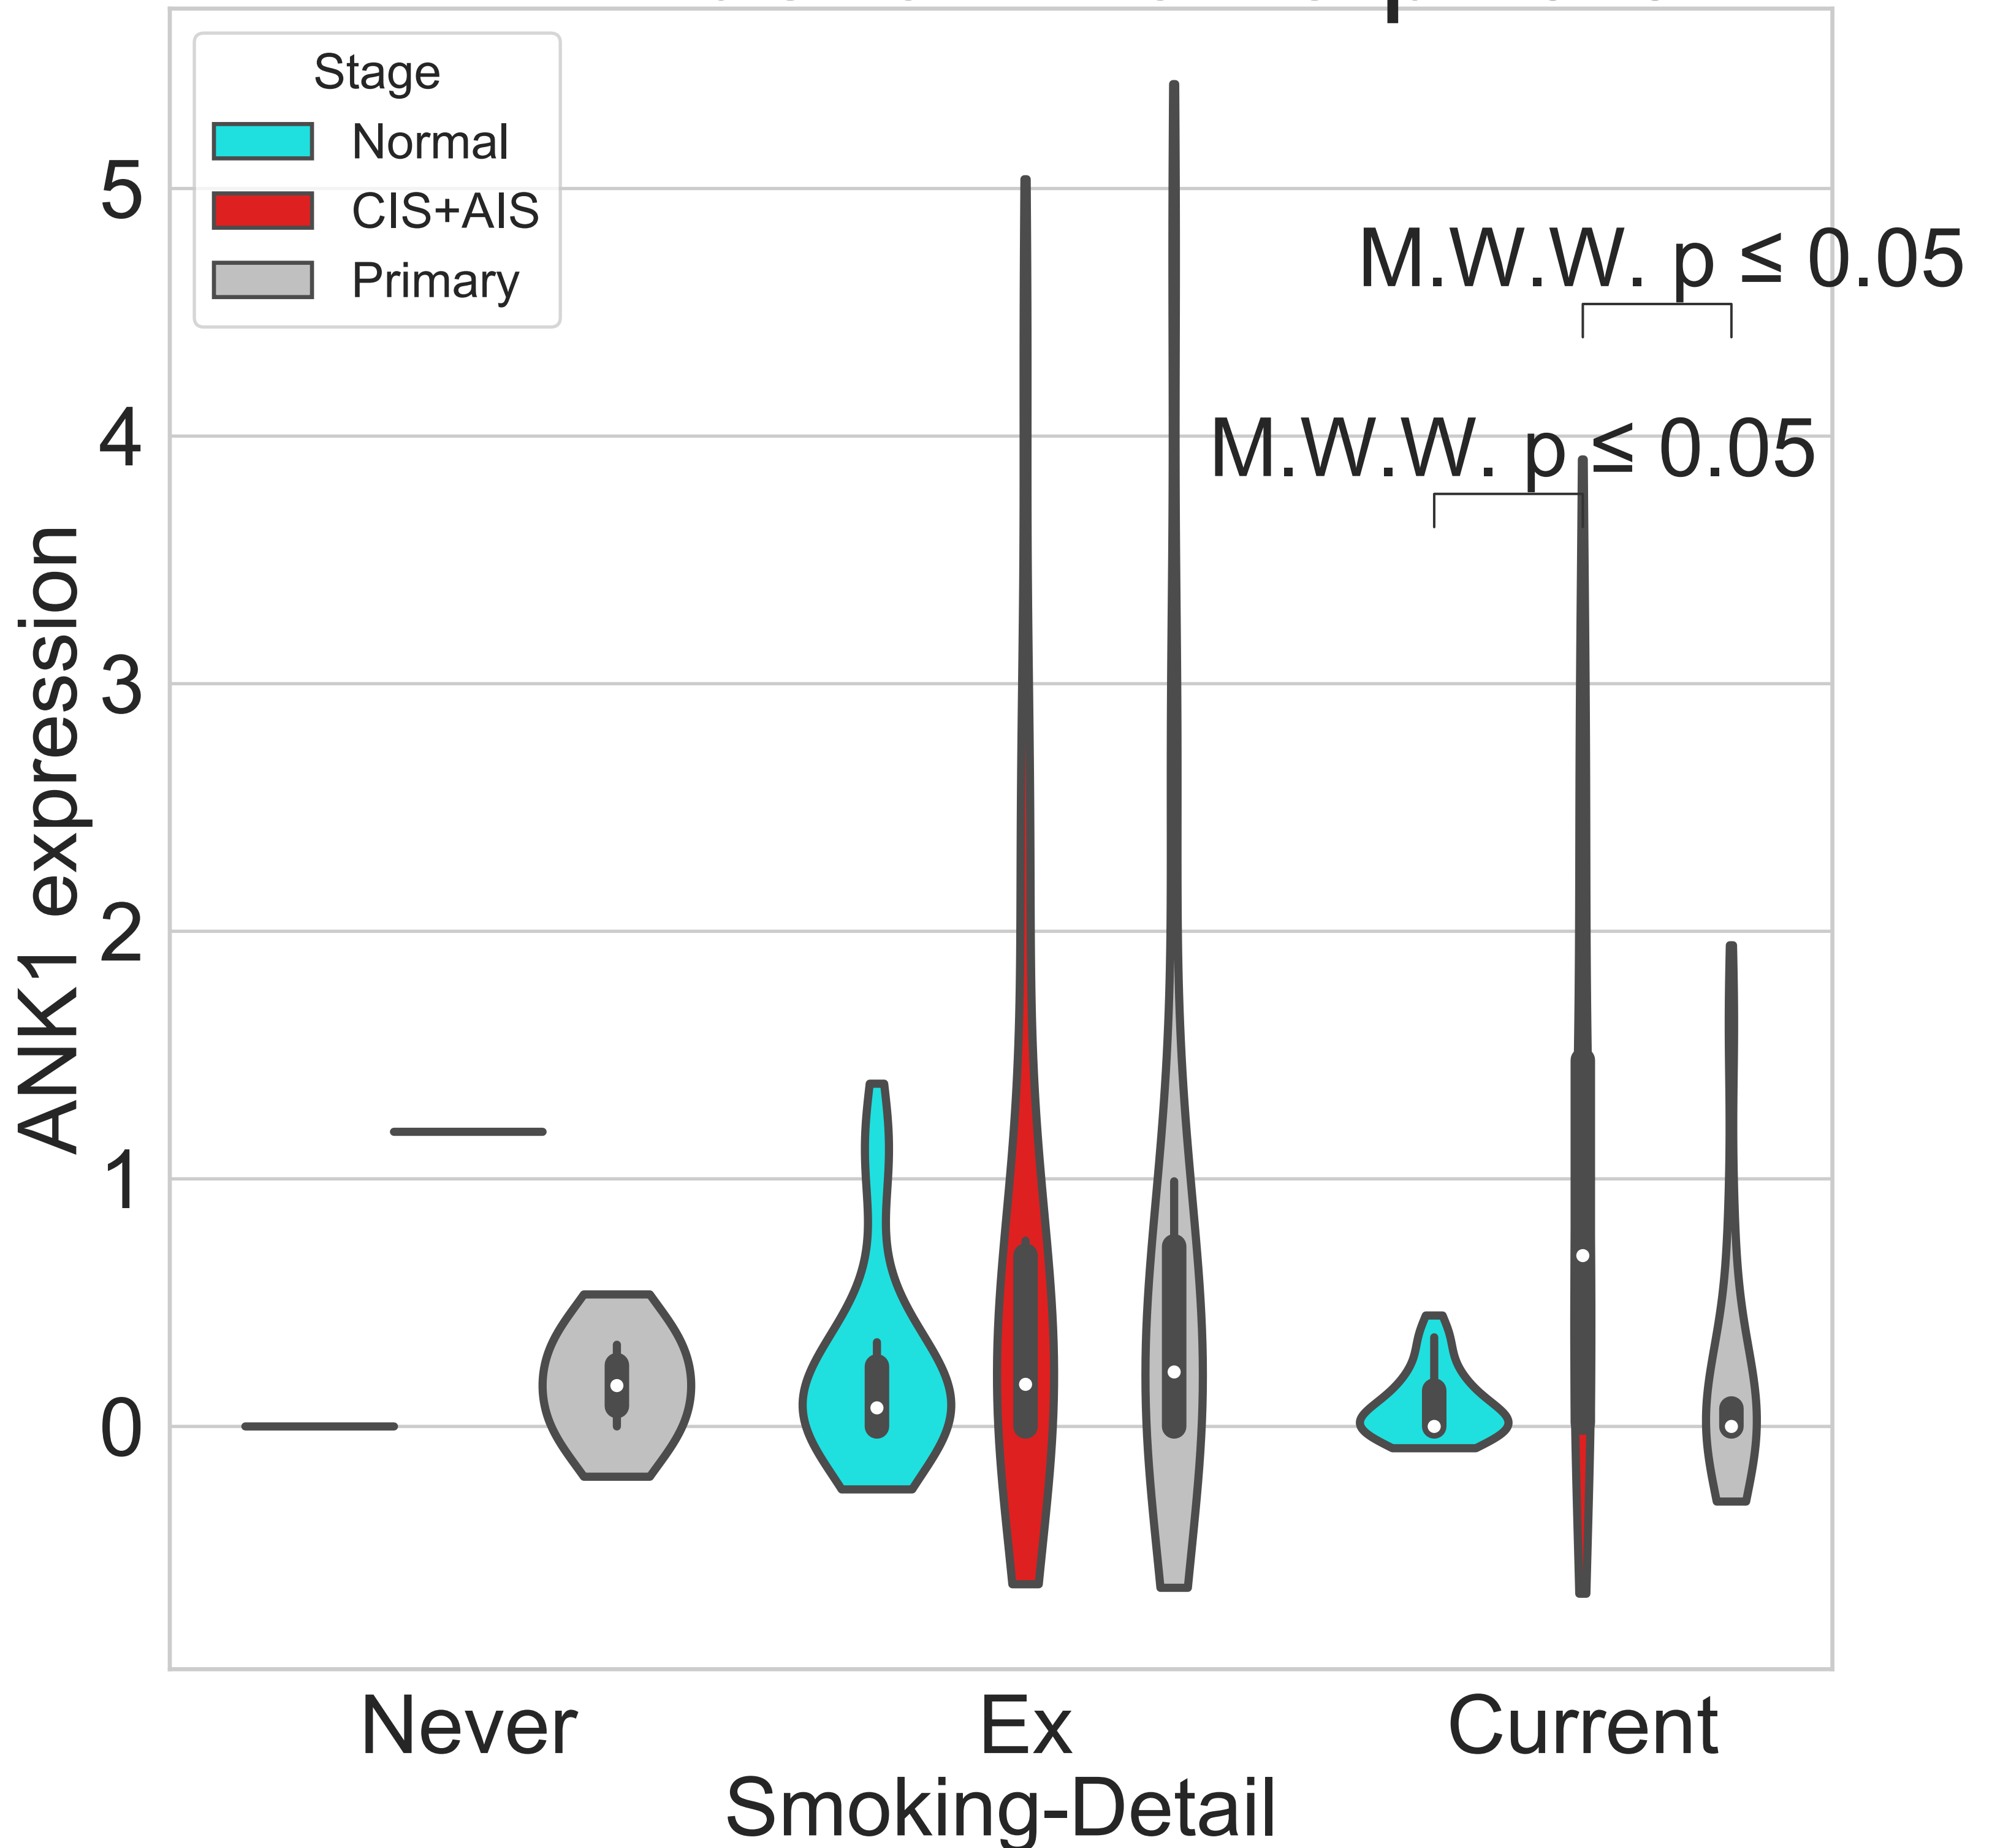 Stage
Normal
CIS+AIS
Primary
M.W.W. p ≤ 0.05
M.W.W. p ≤ 0.05
5
4
3
2
1
0
ANK1 expression
Never
Ex
Current
Smoking-Detail